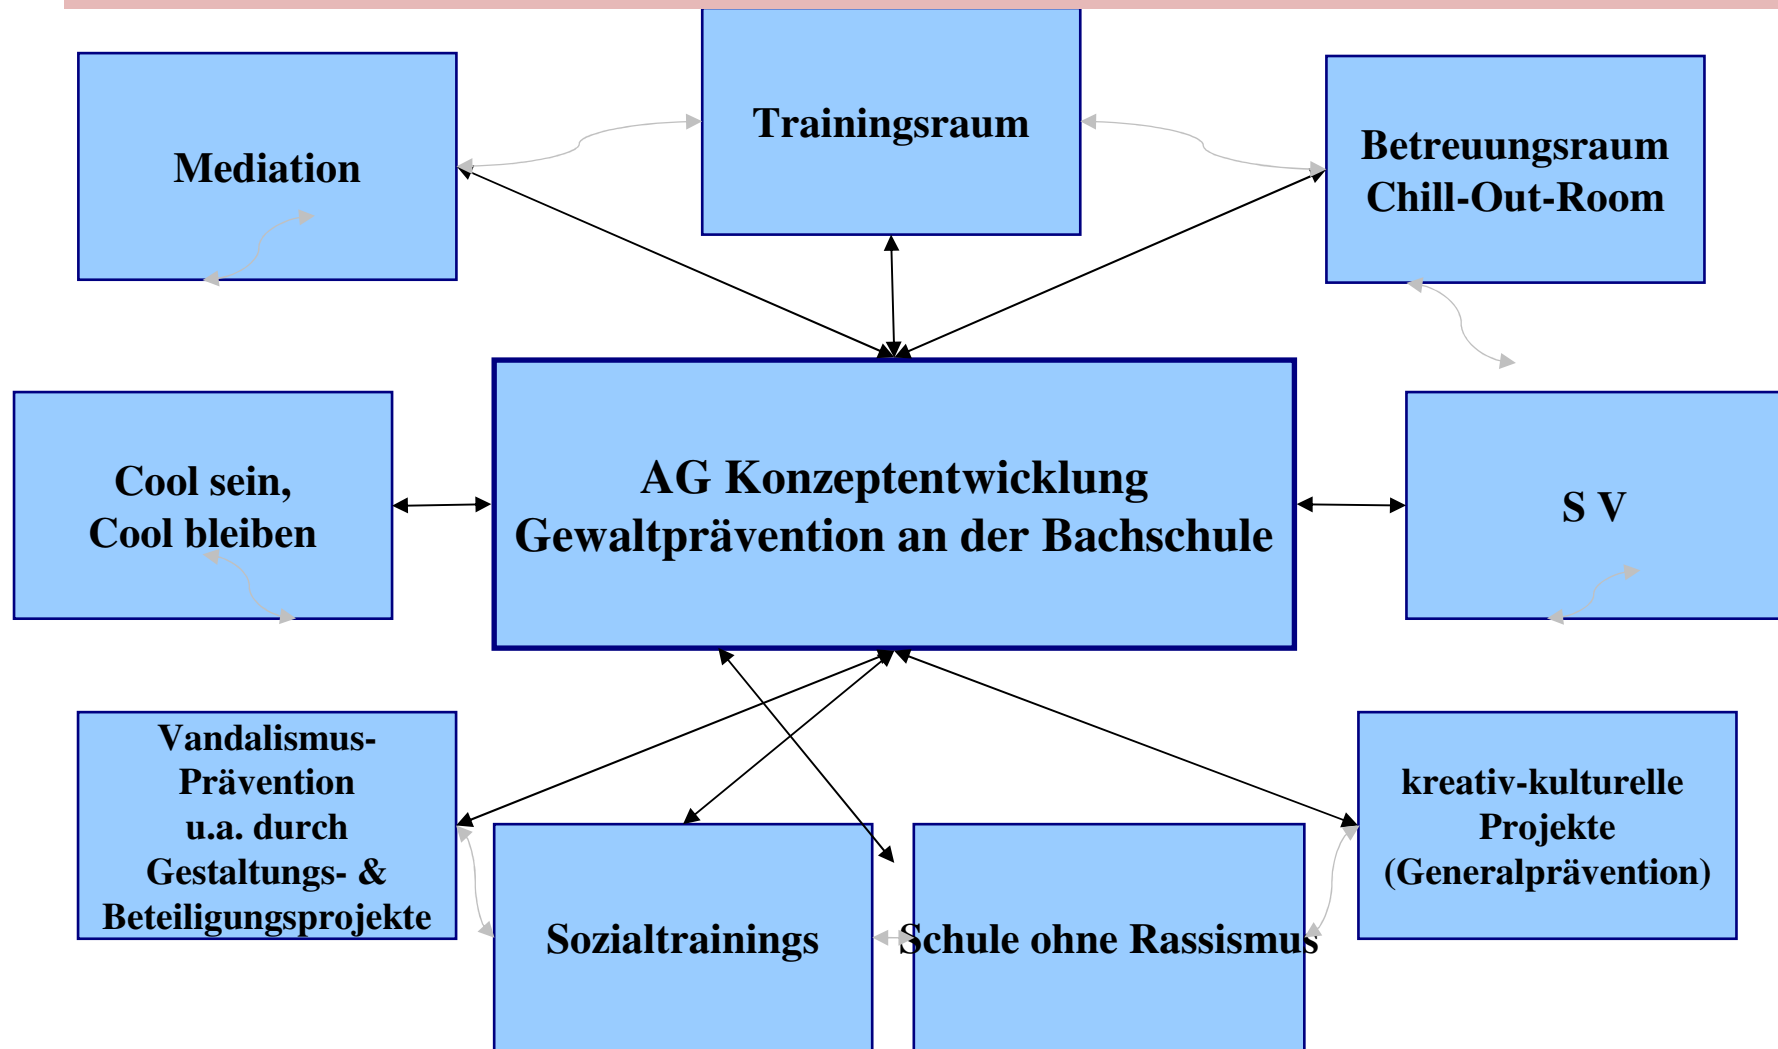 Trainingsraum
Mediation
Betreuungsraum
Chill-Out-Room
Cool sein,
Cool bleiben
AG Konzeptentwicklung
Gewaltprävention an der Bachschule
S V
Vandalismus-
Prävention
u.a. durch
Gestaltungs- &
Beteiligungsprojekte
Sozialtrainings
Schule ohne Rassismus
kreativ-kulturelle
Projekte
(Generalprävention)